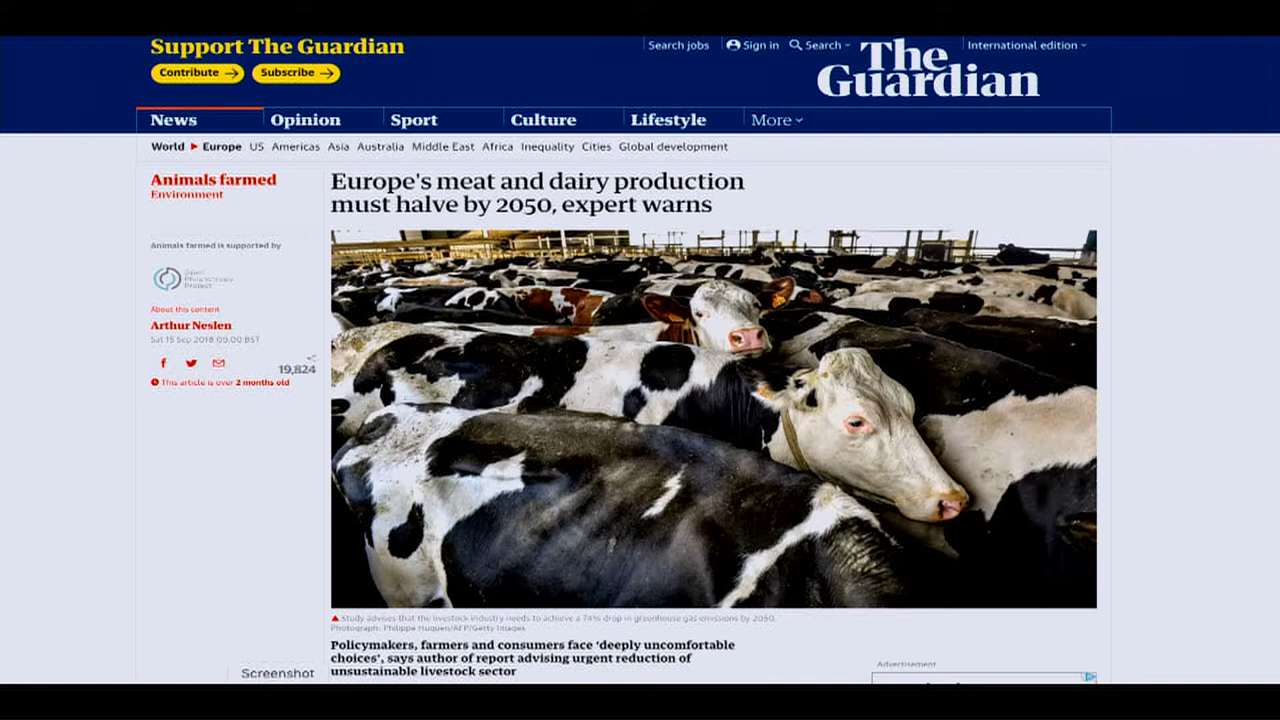 Support The Guardian
Contribute →
Subscribe →
Search jobs
Sign in
Search
International edition
The
Guardian
News
Opinion
Sport
Culture
Lifestyle
More
World
Europe
US
Americas
Asia
Australia
Middle East
Africa
Inequality
Cities
Global development
Animals farmed
Environment
Animals farmed is supported by
Open
Philanthropy
Project
About this content
Arthur Neslen
Sat 15 Sep 2018 09.00 BST
19,824
This article is over 2 months old
Europe's meat and dairy production
must halve by 2050, expert warns
Study advises that the livestock industry needs to achieve a 74% drop in greenhouse gas emissions by 2050.
Photograph: Philippe Huguen/AFP/Getty Images
Policymakers, farmers and consumers face ‘deeply uncomfortable
choices’, says author of report advising urgent reduction of
unsustainable livestock sector
Advertisement
Screenshot